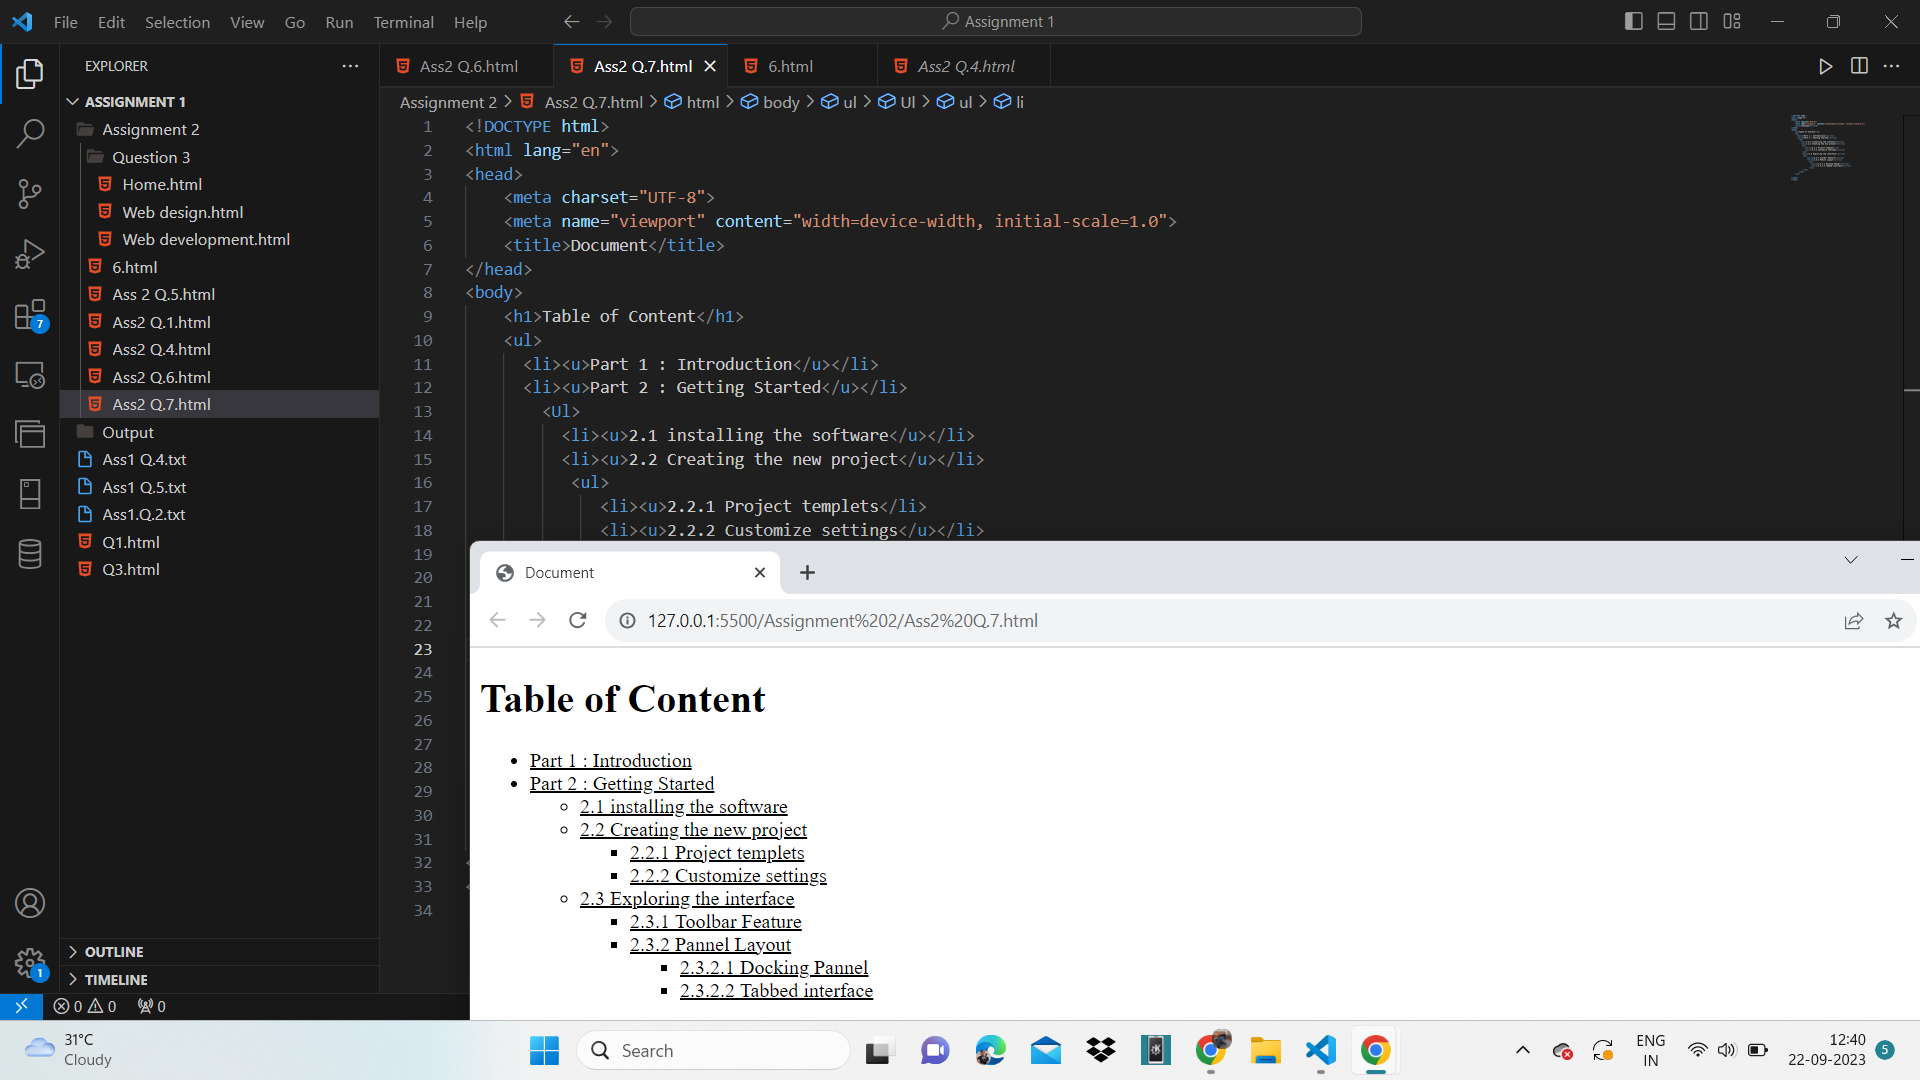 File Edit Selection View Go Run Terminal Help
Assignment 1
EXPLORER
Ass2 Q.6.html
Ass2 Q.7.html
6.html
Ass2 Q.4.html
ASSIGNMENT 1
Assignment 2
Question 3
Home.html
Web design.html
Web development.html
6.html
Ass 2 Q.5.html
Ass2 Q.1.html
Ass2 Q.4.html
Ass2 Q.6.html
Ass2 Q.7.html
Output
Ass1 Q.4.txt
Ass1 Q.5.txt
Ass1.Q.2.txt
Q1.html
Q3.html
OUTLINE
TIMELINE
7
1
0 0 0
Assignment 2 > Ass2 Q.7.html > html > body > ul > Ul > ul > li
1 <!DOCTYPE html>
2 <html lang="en">
3 <head>
4 <meta charset="UTF-8">
5 <meta name="viewport" content="width=device-width, initial-scale=1.0">
6 <title>Document</title>
7 </head>
8 <body>
9 <h1>Table of Content</h1>
10 <ul>
11 <li><u>Part 1 : Introduction</u></li>
12 <li><u>Part 2 : Getting Started</u></li>
13 <Ul>
14 <li><u>2.1 installing the software</u></li>
15 <li><u>2.2 Creating the new project</u></li>
16 <ul>
17 <li><u>2.2.1 Project templets</li>
18 <li><u>2.2.2 Customize settings</u></li>
19
20
21
22
23
24
25
26
27
28
29
30
31
32 <
33 <
34
Document
127.0.0.1:5500/Assignment%202/Ass2%20Q.7.html
Table of Content
Part 1 : Introduction
Part 2 : Getting Started
2.1 installing the software
2.2 Creating the new project
2.2.1 Project templets
2.2.2 Customize settings
2.3 Exploring the interface
2.3.1 Toolbar Feature
2.3.2 Pannel Layout
2.3.2.1 Docking Pannel
2.3.2.2 Tabbed interface
31°C
Cloudy
Search
ENG
IN
12:40
22-09-2023
5